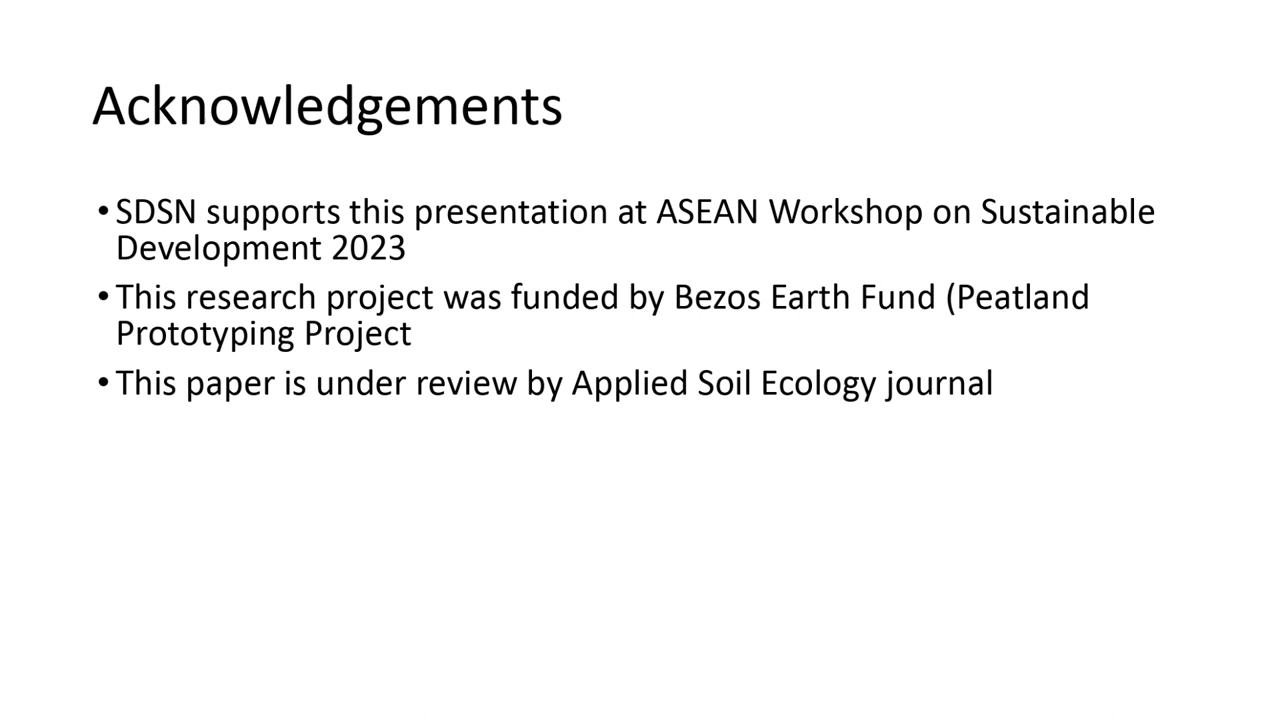 Acknowledgements
• SDSN supports this presentation at ASEAN Workshop on Sustainable
Development 2023
• This research project was funded by Bezos Earth Fund (Peatland
Prototyping Project
• This paper is under review by Applied Soil Ecology journal